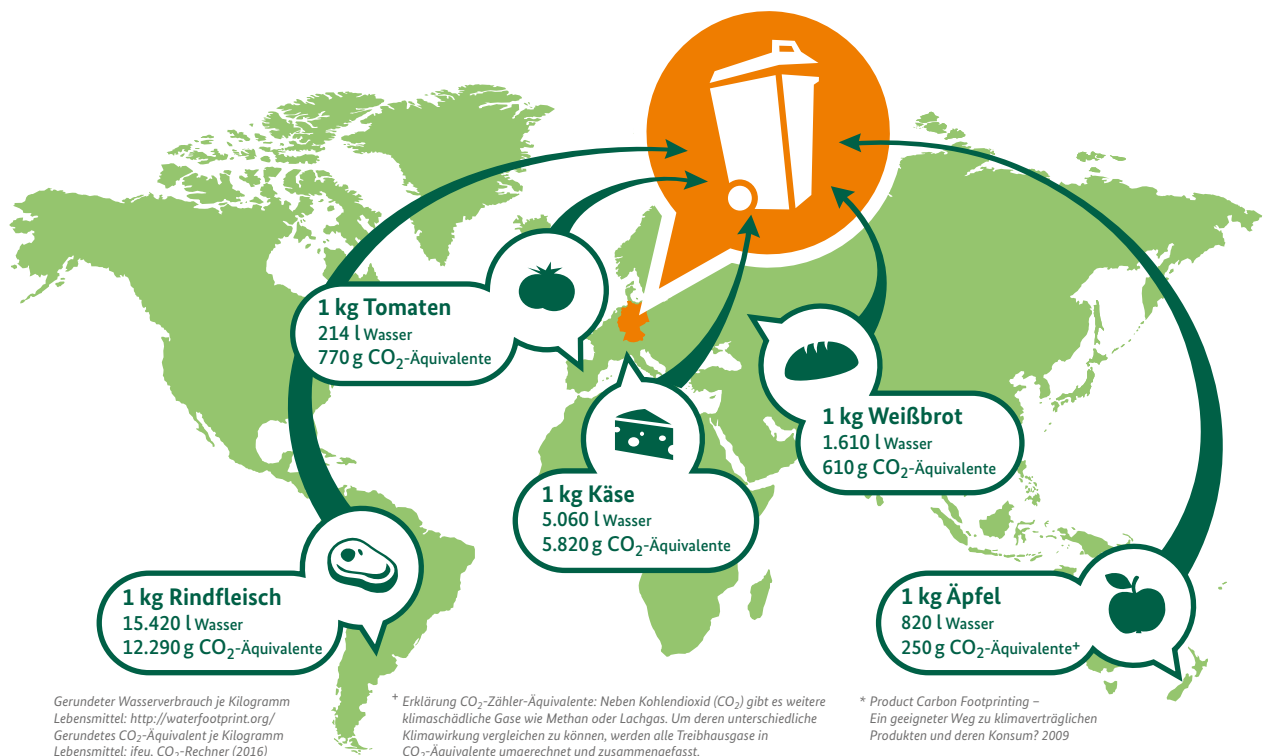 1 kg Tomaten
214 l Wasser
770 g CO₂-Äquivalente
1 kg Weißbrot
1.610 l Wasser
610 g CO₂-Äquivalente
1 kg Käse
5.060 l Wasser
5.820 g CO₂-Äquivalente
1 kg Rindfleisch
15.420 l Wasser
12.290 g CO₂-Äquivalente
1 kg Äpfel
820 l Wasser
250 g CO₂-Äquivalente⁺
Gerundeter Wasserverbrauch je Kilogramm
Lebensmittel: http://waterfootprint.org/
Gerundetes CO₂-Äquivalent je Kilogramm
Lebensmittel: ifeu, CO₂-Rechner (2016)
⁺ Erklärung CO₂-Zähler-Äquivalente: Neben Kohlendioxid (CO₂) gibt es weitere
klimaschädliche Gase wie Methan oder Lachgas. Um deren unterschiedliche
Klimawirkung vergleichen zu können, werden alle Treibhausgase in
CO₂-Äquivalente umgerechnet und zusammengefasst.
* Product Carbon Footprinting –
Ein geeigneter Weg zu klimaverträglichen
Produkten und deren Konsum? 2009